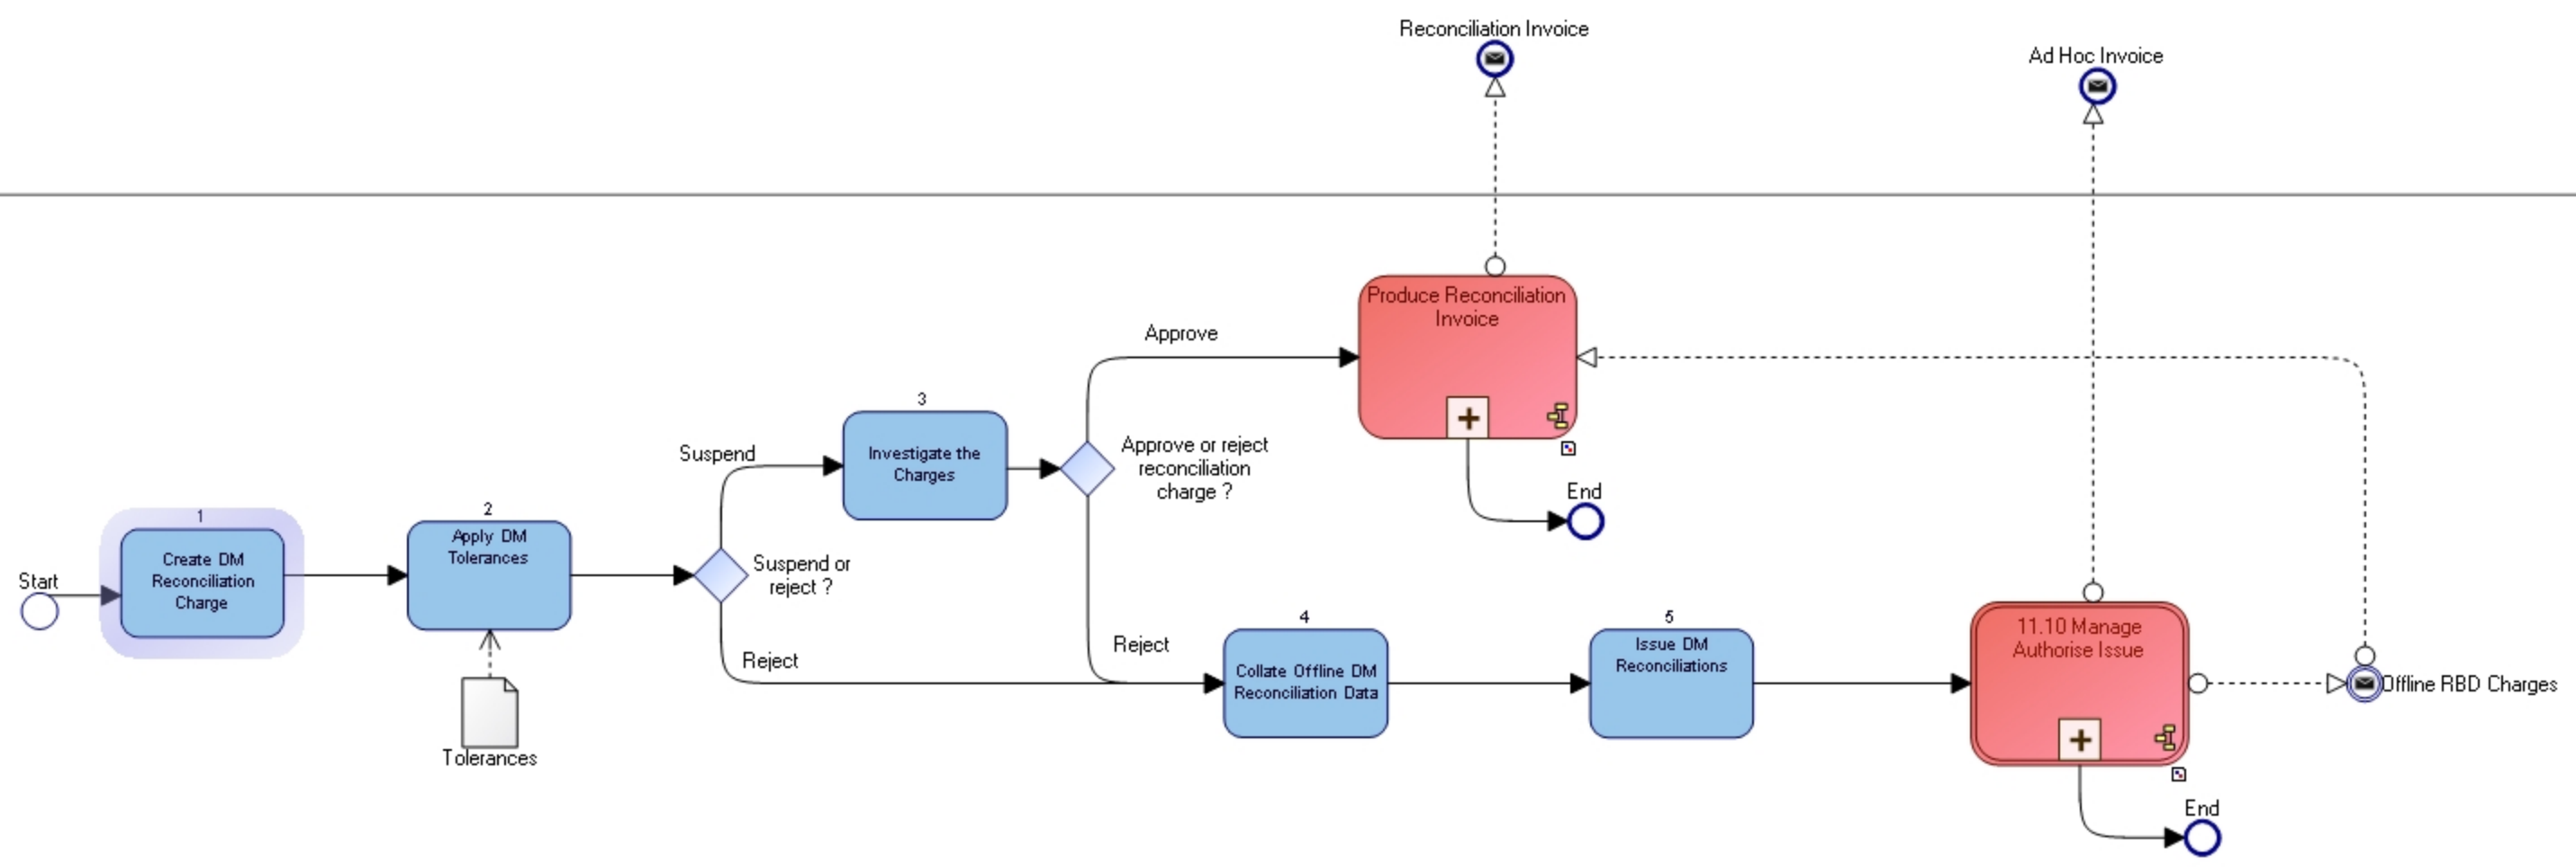 Reconciliation Invoice
Ad Hoc Invoice
Produce Reconciliation
Invoice
Approve
3
Investigate the
Charges
Suspend
Approve or reject
reconciliation
charge ?
End
1
Create DM
Reconciliation
Charge
2
Apply DM
Tolerances
Start
Suspend or
reject ?
Reject
Reject
4
Collate Offline DM
Reconciliation Data
5
Issue DM
Reconciliations
11.10 Manage
Authorise Issue
Offline RBD Charges
Tolerances
End